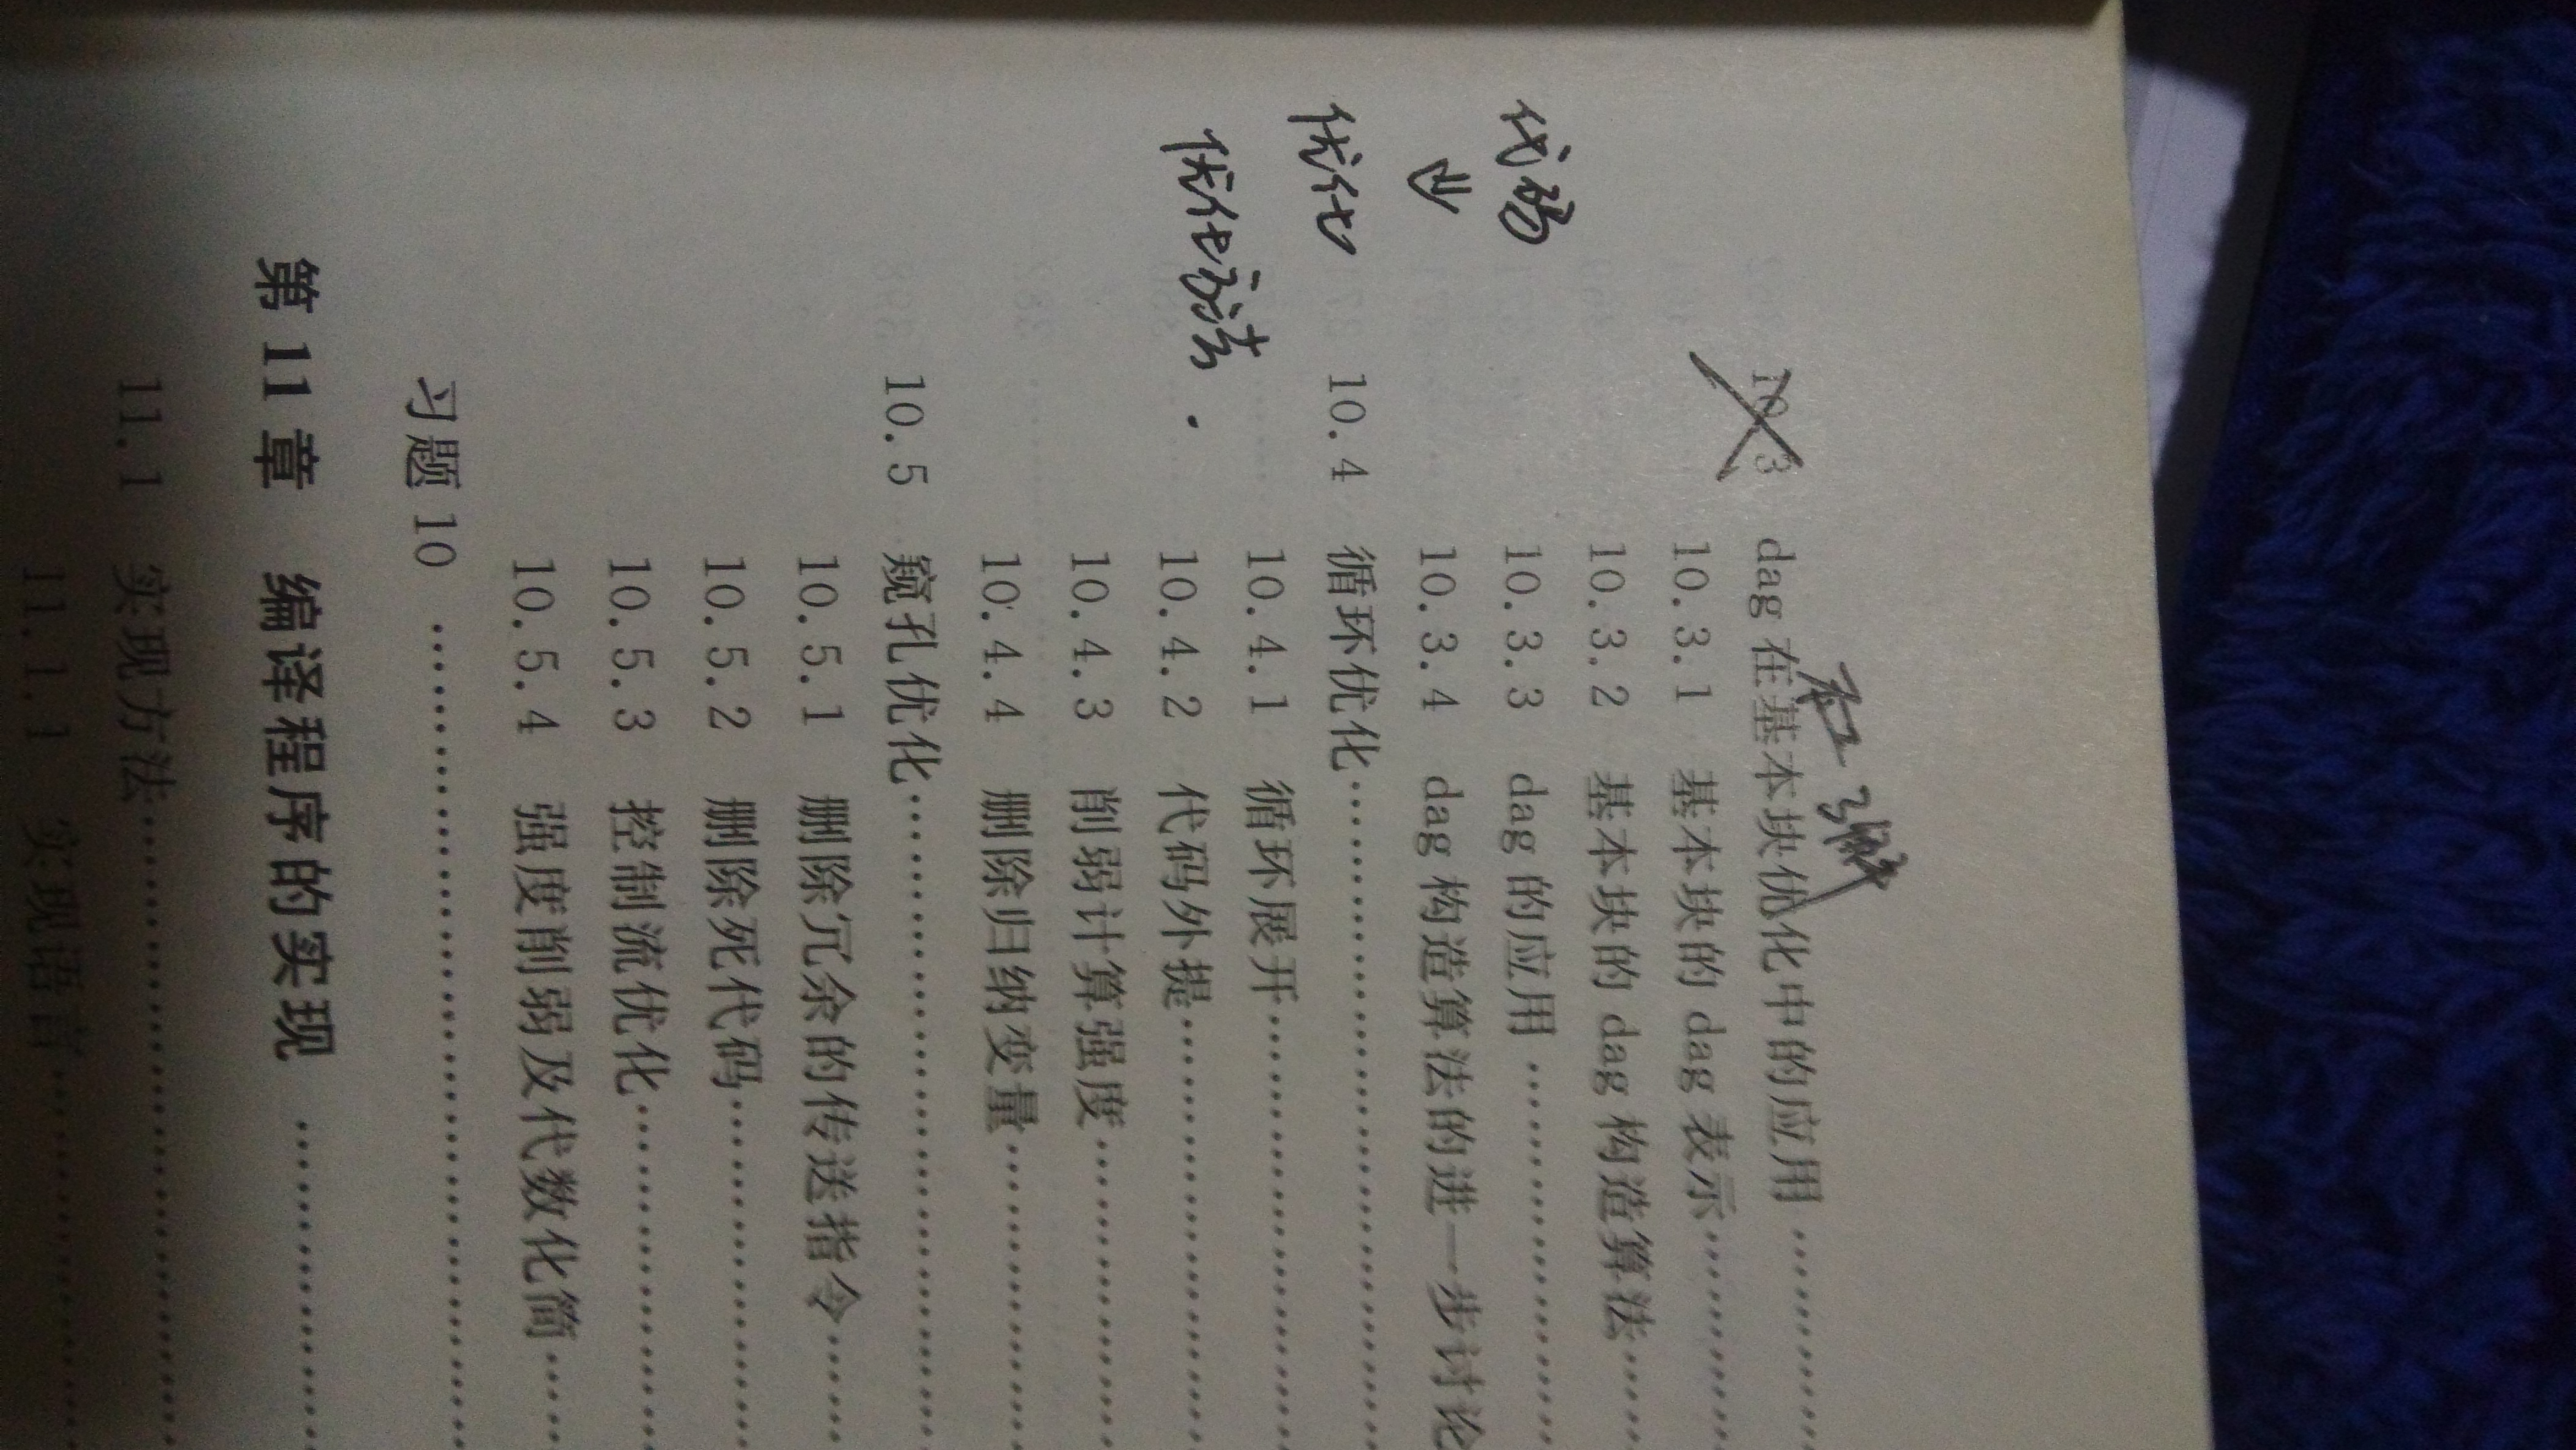 了解
10.3 dag 在基本块优化中的应用…………
10.3.1 基本块的 dag 表示…………
10.3.2 基本块的 dag 构造算法……
10.3.3 dag 的应用…………………
10.3.4 dag 构造算法的进一步讨论
代码
⇓
优化
优化方法.
10.4 循环优化………………………………
10.4.1 循环展开……………………
10.4.2 代码外提……………………
10.4.3 削弱计算强度………………
10.4.4 删除归纳变量………………
10.5 窥孔优化………………………………
10.5.1 删除冗余的传送指令……
10.5.2 删除死代码…………………
10.5.3 控制流优化…………………
10.5.4 强度削弱及代数化简……
习题 10 ……………………………………
第 11 章 编译程序的实现 ………………
11.1 实现方法………………………………
11.1.1 实现语言……………………